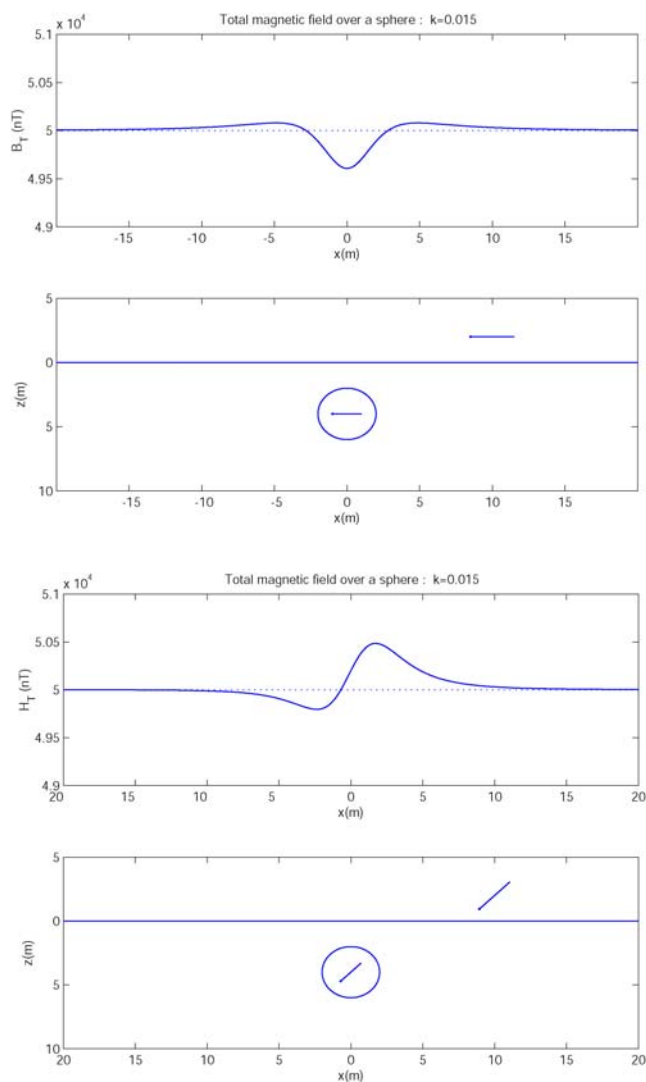 Total magnetic field over a sphere : k=0.015
x 10^4
5.1
5.05
5
4.95
4.9
B_T (nT)
-15 -10 -5 0 5 10 15
x(m)
5
0
5
10
z(m)
-15 -10 -5 0 5 10 15
x(m)
Total magnetic field over a sphere : k=0.015
x 10^4
5.1
5.05
5
4.95
4.9
H_T (nT)
20 15 10 5 0 5 10 15 20
x(m)
5
0
5
10
z(m)
20 15 10 5 0 5 10 15 20
x(m)